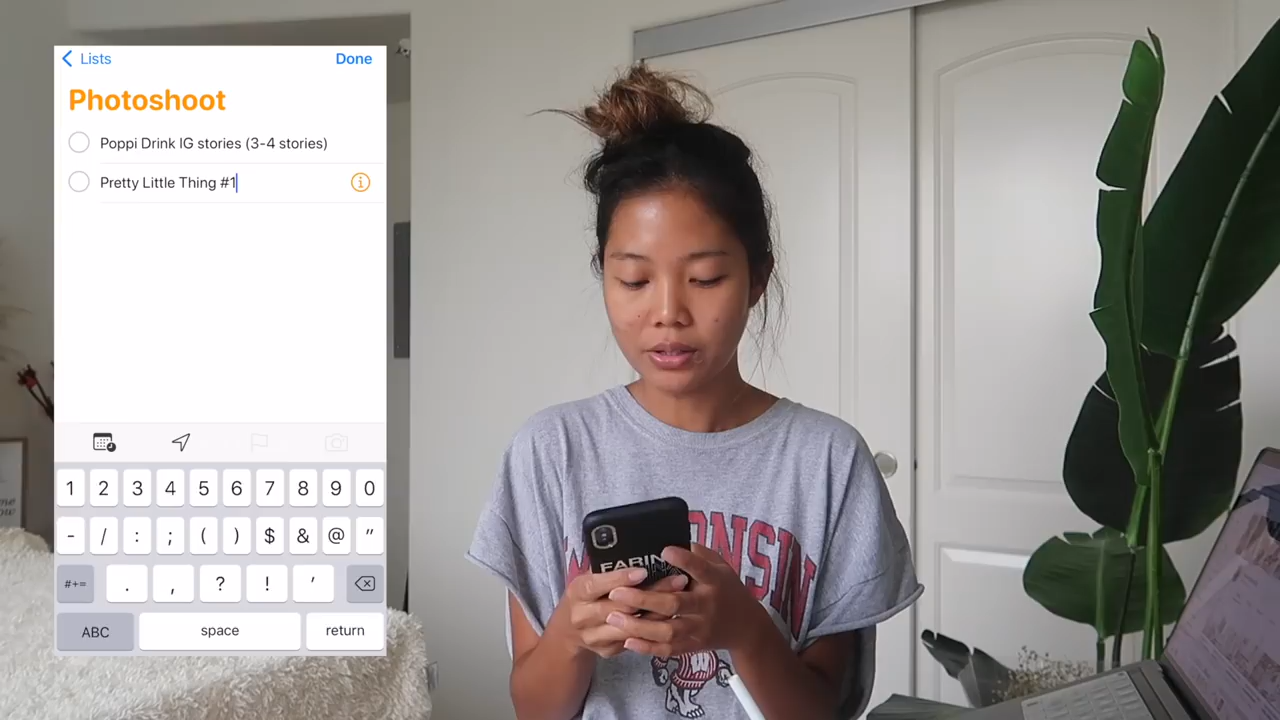 Lists
Done
Photoshoot
Poppi Drink IG stories (3-4 stories)
Pretty Little Thing #1
1 2 3 4 5 6 7 8 9 0
- / : ; ( ) $ & @ "
#+= . , ? ! '
ABC space return
WISCONSIN